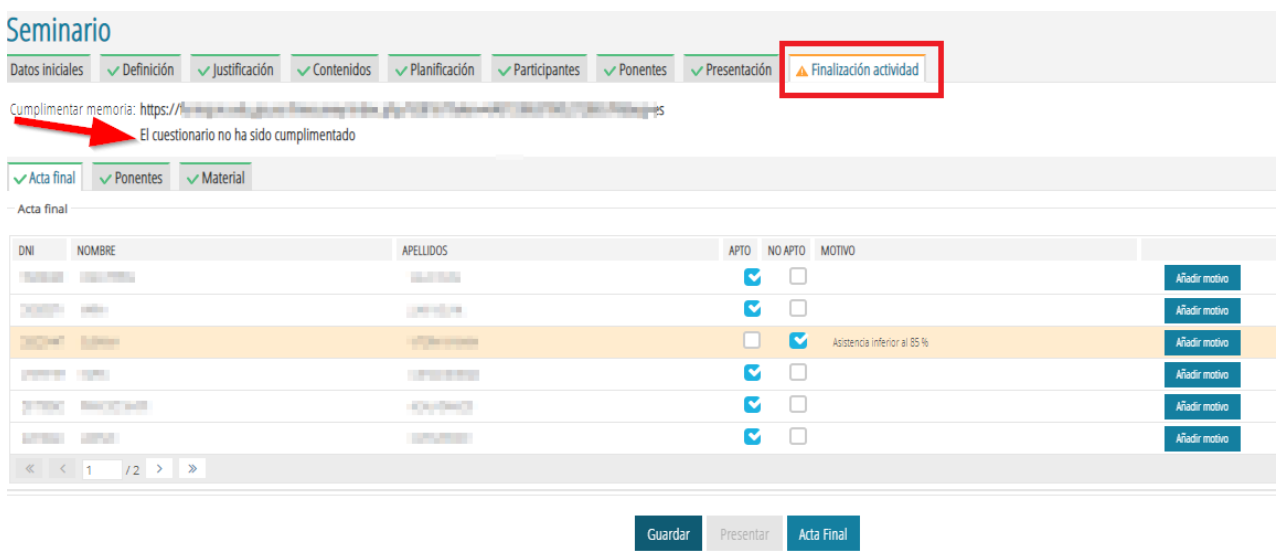 Seminario
Datos iniciales Definición Justificación Contenidos Planificación Participantes Ponentes Presentación Finalización actividad
Cumplimentar memoria: https://
El cuestionario no ha sido cumplimentado
Acta final Ponentes Material
Acta final
DNI NOMBRE APELLIDOS APTO NO APTO MOTIVO
Añadir motivo
Añadir motivo
Asistencia inferior al 85 % Añadir motivo
Añadir motivo
Añadir motivo
Añadir motivo
1 / 2
Guardar Presentar Acta Final